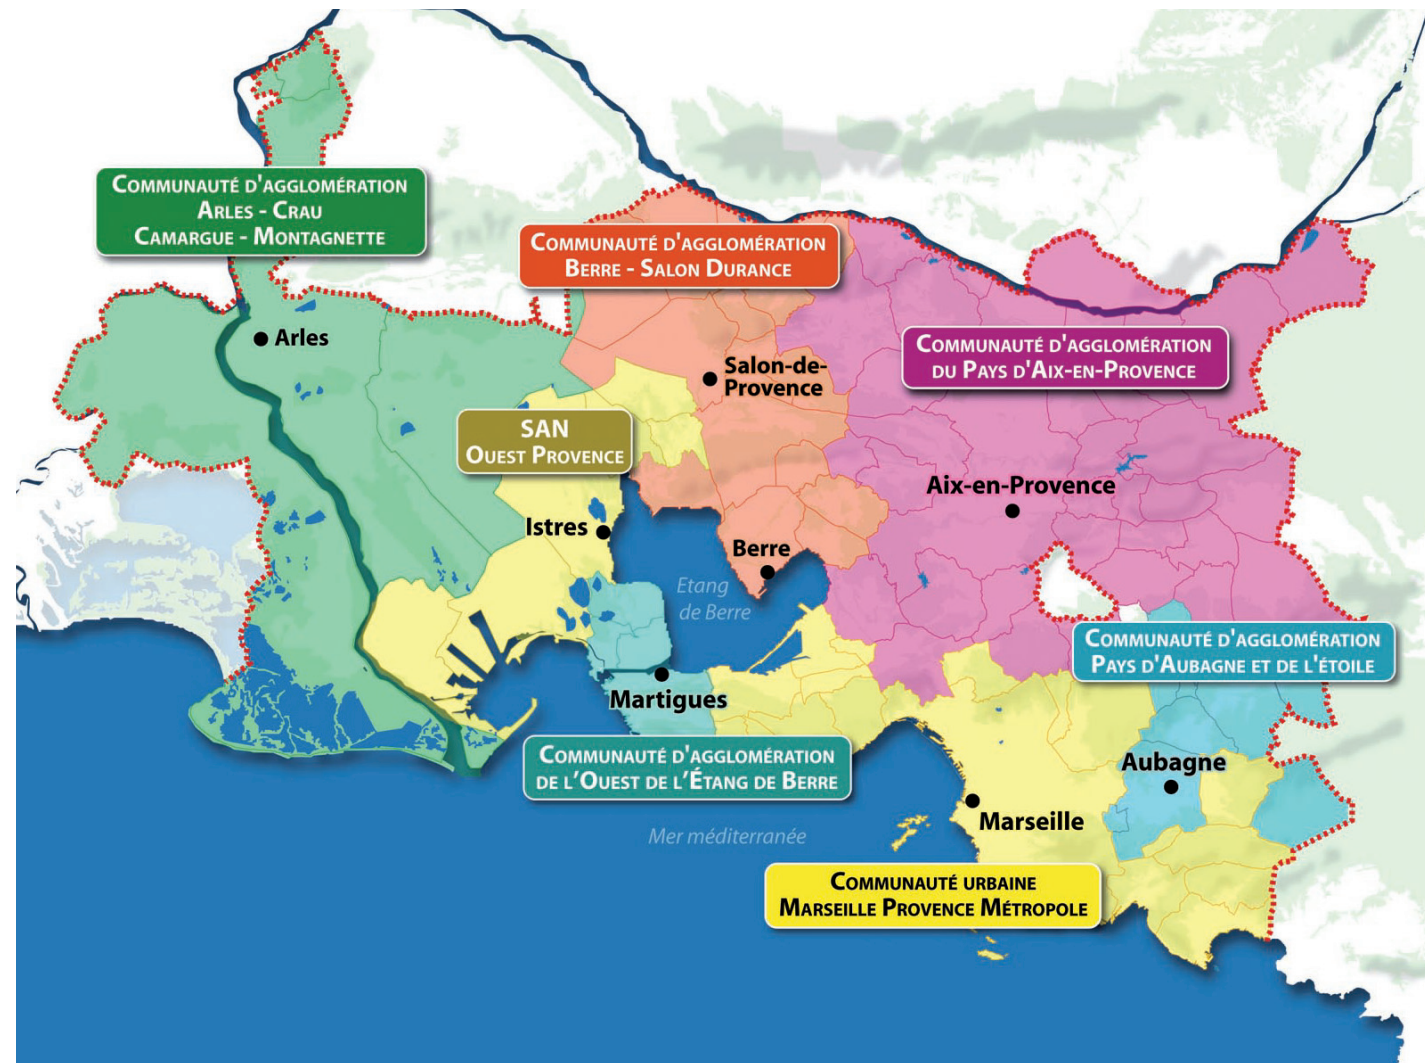 Communauté d'agglomération
Arles - Crau
Camargue - Montagnette
Communauté d'agglomération
Berre - Salon Durance
Arles
Communauté d'agglomération
du Pays d'Aix-en-Provence
Salon-de-
Provence
SAN
Ouest Provence
Aix-en-Provence
Istres
Berre
Etang
de Berre
Communauté d'agglomération
Pays d'Aubagne et de l'étoile
Martigues
Communauté d'agglomération
de l'Ouest de l'Étang de Berre
Aubagne
Marseille
Mer méditerranée
Communauté urbaine
Marseille Provence Métropole